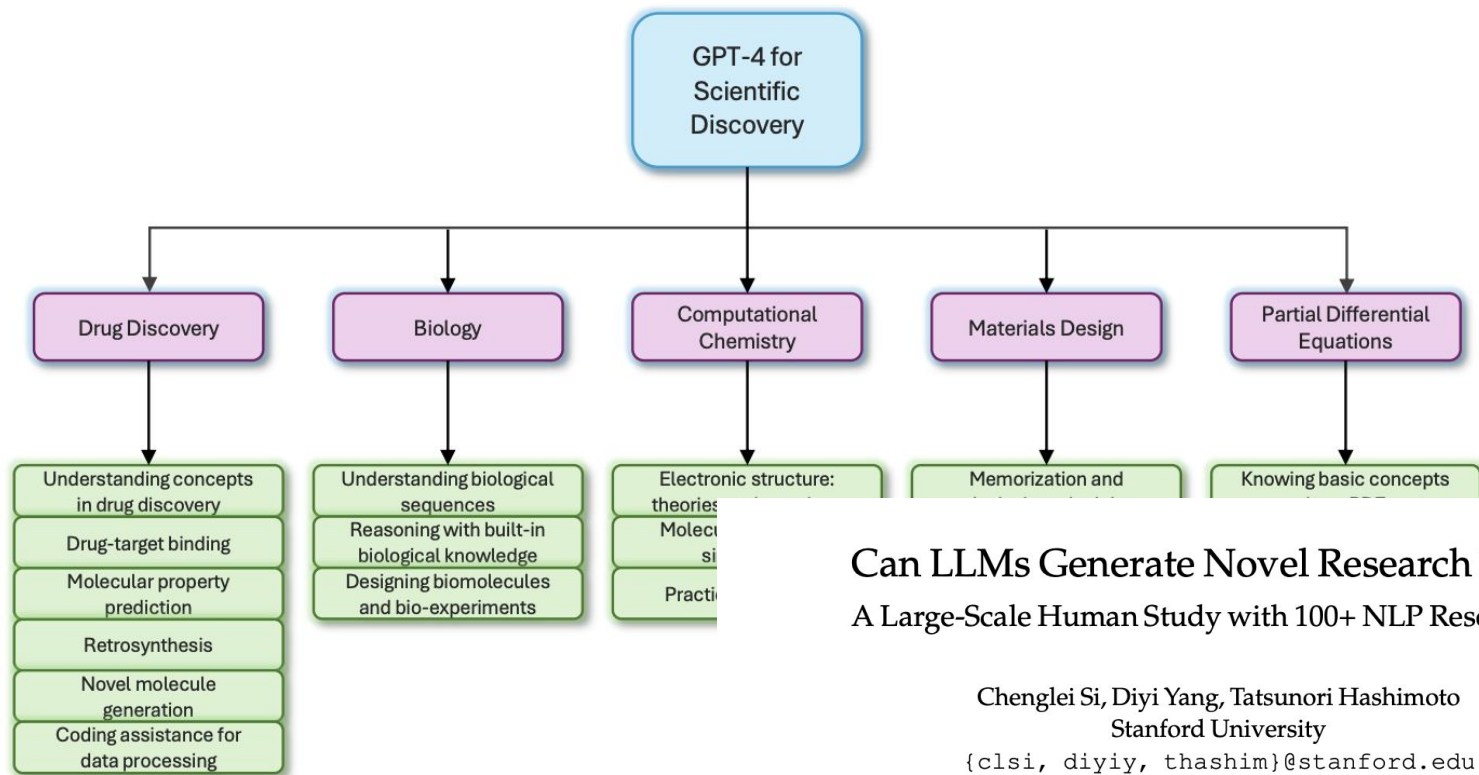 GPT-4 for
Scientific
Discovery
Drug Discovery
Biology
Computational
Chemistry
Materials Design
Partial Differential
Equations
Understanding concepts
in drug discovery
Drug-target binding
Molecular property
prediction
Retrosynthesis
Novel molecule
generation
Coding assistance for
data processing
Understanding biological
sequences
Reasoning with built-in
biological knowledge
Designing biomolecules
and bio-experiments
Electronic structure:
theories
Memorization and
Knowing basic concepts
Can LLMs Generate Novel Research
A Large-Scale Human Study with 100+ NLP
Chenglei Si, Diyi Yang, Tatsunori Hashimoto
Stanford University
{clsi, diyiy, thashim}@stanford.edu